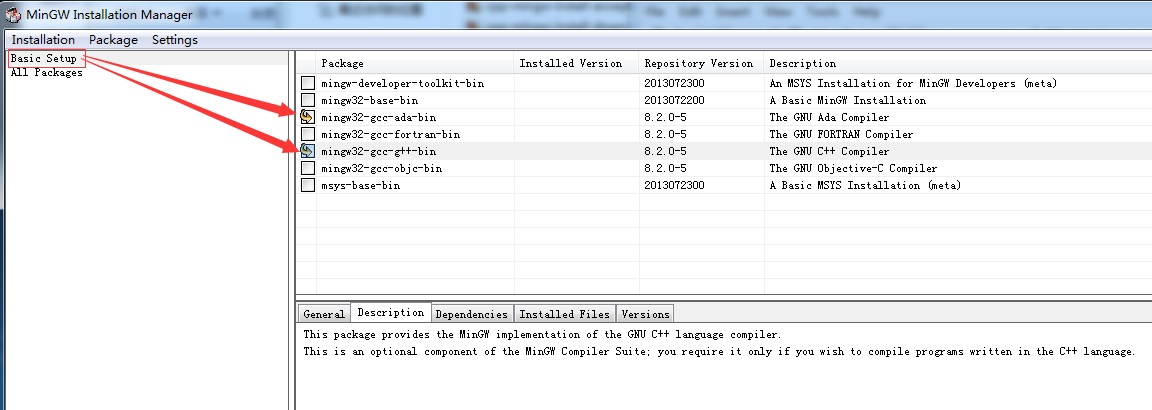 MinGW Installation Manager
Installation Package Settings
Basic Setup
All Packages
Package Installed Version Repository Version Description
mingw-developer-toolkit-bin 2013072300 An MSYS Installation for MinGW Developers (meta)
mingw32-base-bin 2013072200 A Basic MinGW Installation
mingw32-gcc-ada-bin 8.2.0-5 The GNU Ada Compiler
mingw32-gcc-fortran-bin 8.2.0-5 The GNU FORTRAN Compiler
mingw32-gcc-g++-bin 8.2.0-5 The GNU C++ Compiler
mingw32-gcc-objc-bin 8.2.0-5 The GNU Objective-C Compiler
msys-base-bin 2013072300 A Basic MSYS Installation (meta)
General Description Dependencies Installed Files Versions
This package provides the MinGW implementation of the GNU C++ language compiler.
This is an optional component of the MinGW Compiler Suite; you require it only if you wish to compile programs written in the C++ language.